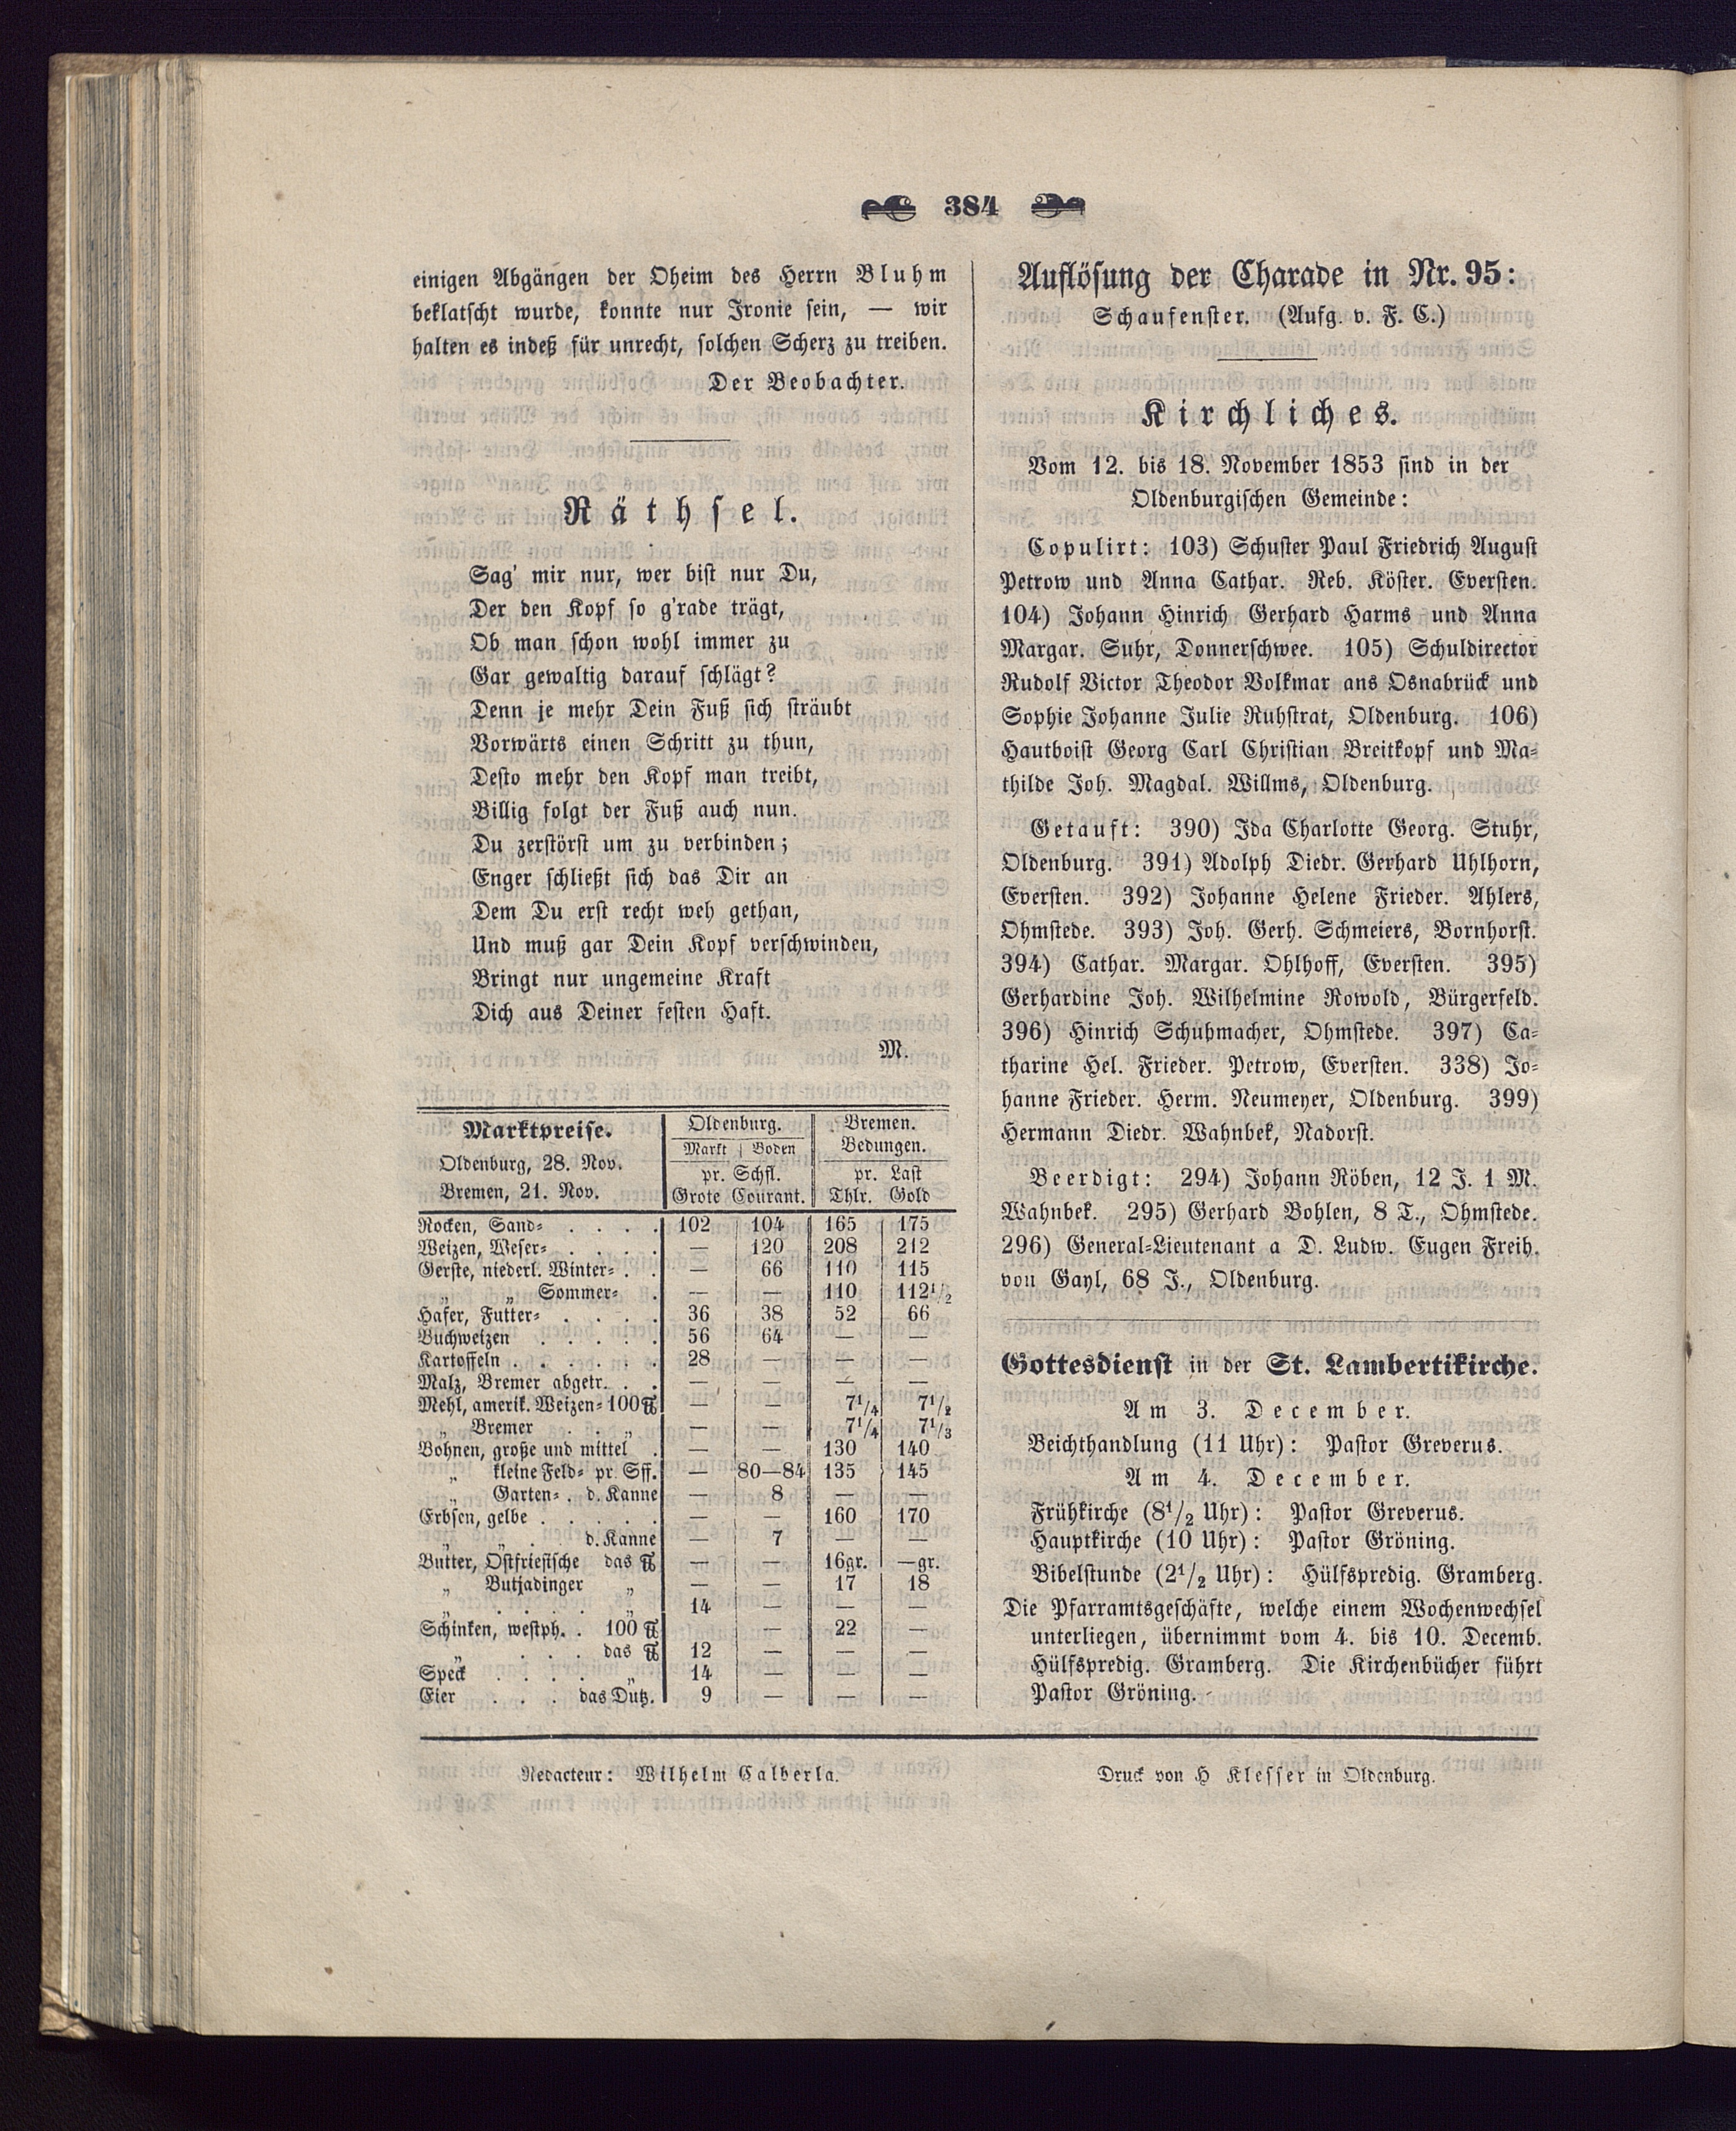 384
einigen Abgängen der Oheim des Herrn Bluhm
beklatscht wurde, konnte nur Ironie sein, — wir
halten es indeß für unrecht, solchen Scherz zu treiben.
Der Beobachter.
Räthsel.
Sag' mir nur, wer bist nur Du,
Der den Kopf so g'rade trägt,
Ob man schon wohl immer zu
Gar gewaltig darauf schlägt?
Denn je mehr Dein Fuß sich sträubt
Vorwärts einen Schritt zu thun,
Desto mehr den Kopf man treibt,
Billig folgt der Fuß auch nun.
Du zerstörst um zu verbinden;
Enger schließt sich das Dir an
Dem Du erst recht weh gethan,
Und muß gar Dein Kopf verschwinden,
Bringt nur ungemeine Kraft
Dich aus Deiner festen Haft.
M.
Marktpreise. Oldenburg. Bremen.
Markt Boden Bedungen.
Oldenburg, 28. Nov. pr. Schfl. pr. Last
Bremen, 21. Nov. Grote Courant. Thlr. Gold
Rocken, Sand= . . . . 102 104 165 175
Weizen, Weser= . . . . — 120 208 212
Gerste, niederl. Winter= . . — 66 110 115
„ „ Sommer= . — — 110 112 1/2
Hafer, Futter= . . . . 36 38 52 66
Buchweizen . . . . . 56 64 — —
Kartoffeln . . . . . . 28 — — —
Malz, Bremer abgetr. . . — — — —
Mehl, amerik. Weizen= 100 ℔ — — 7 1/4 7 1/2
„ Bremer . . „ — — 7 1/4 7 1/3
Bohnen, große und mittel . — — 130 140
„ kleine Feld= pr. Sff. — 80—84 135 145
„ Garten= . d. Kanne — 8 — —
Erbsen, gelbe . . . . . — — 160 170
„ „ . . d. Kanne — 7 — —
Butter, Ostfriesische das ℔ — — 16gr. —gr.
„ Butjadinger „ — — 17 18
„ . . . . . „ 14 — — —
Schinken, westph. . 100 ℔ — 22 —
„ . . . das ℔ 12 — — —
Speck . . . . „ 14 — — —
Eier . . . das Dutz. 9 — — —
Auflösung der Charade in Nr. 95:
Schaufenster. (Aufg. v. F. C.)
Kirchliches.
Vom 12. bis 18. November 1853 sind in der
Oldenburgischen Gemeinde:
Copulirt: 103) Schuster Paul Friedrich August
Petrow und Anna Cathar. Reb. Köster. Eversten.
104) Johann Hinrich Gerhard Harms und Anna
Margar. Suhr, Donnerschwee. 105) Schuldirector
Rudolf Victor Theodor Volkmar ans Osnabrück und
Sophie Johanne Julie Ruhstrat, Oldenburg. 106)
Hautboist Georg Carl Christian Breitkopf und Ma=
thilde Joh. Magdal. Willms, Oldenburg.
Getauft: 390) Ida Charlotte Georg. Stuhr,
Oldenburg. 391) Adolph Diedr. Gerhard Uhlhorn,
Eversten. 392) Johanne Helene Frieder. Ahlers,
Ohmstede. 393) Joh. Gerh. Schmeiers, Bornhorst.
394) Cathar. Margar. Ohlhoff, Eversten. 395)
Gerhardine Joh. Wilhelmine Rowold, Bürgerfeld.
396) Hinrich Schuhmacher, Ohmstede. 397) Ca=
tharine Hel. Frieder. Petrow, Eversten. 338) Jo=
hanne Frieder. Herm. Neumeyer, Oldenburg. 399)
Hermann Diedr. Wahnbek, Nadorst.
Beerdigt: 294) Johann Röben, 12 J. 1 M.
Wahnbek. 295) Gerhard Bohlen, 8 T., Ohmstede.
296) General=Lieutenant a D. Ludw. Eugen Freih.
von Gayl, 68 J., Oldenburg.
Gottesdienst in der St. Lambertikirche.
Am 3. December.
Beichthandlung (11 Uhr): Pastor Greverus.
Am 4. December.
Frühkirche (8 1/2 Uhr): Pastor Greverus.
Hauptkirche (10 Uhr): Pastor Gröning.
Bibelstunde (2 1/2 Uhr): Hülfspredig. Gramberg.
Die Pfarramtsgeschäfte, welche einem Wochenwechsel
unterliegen, übernimmt vom 4. bis 10. Decemb.
Hülfspredig. Gramberg. Die Kirchenbücher führt
Pastor Gröning.
Redacteur: Wilhelm Calberla.
Druck von H Klesser in Oldenburg.